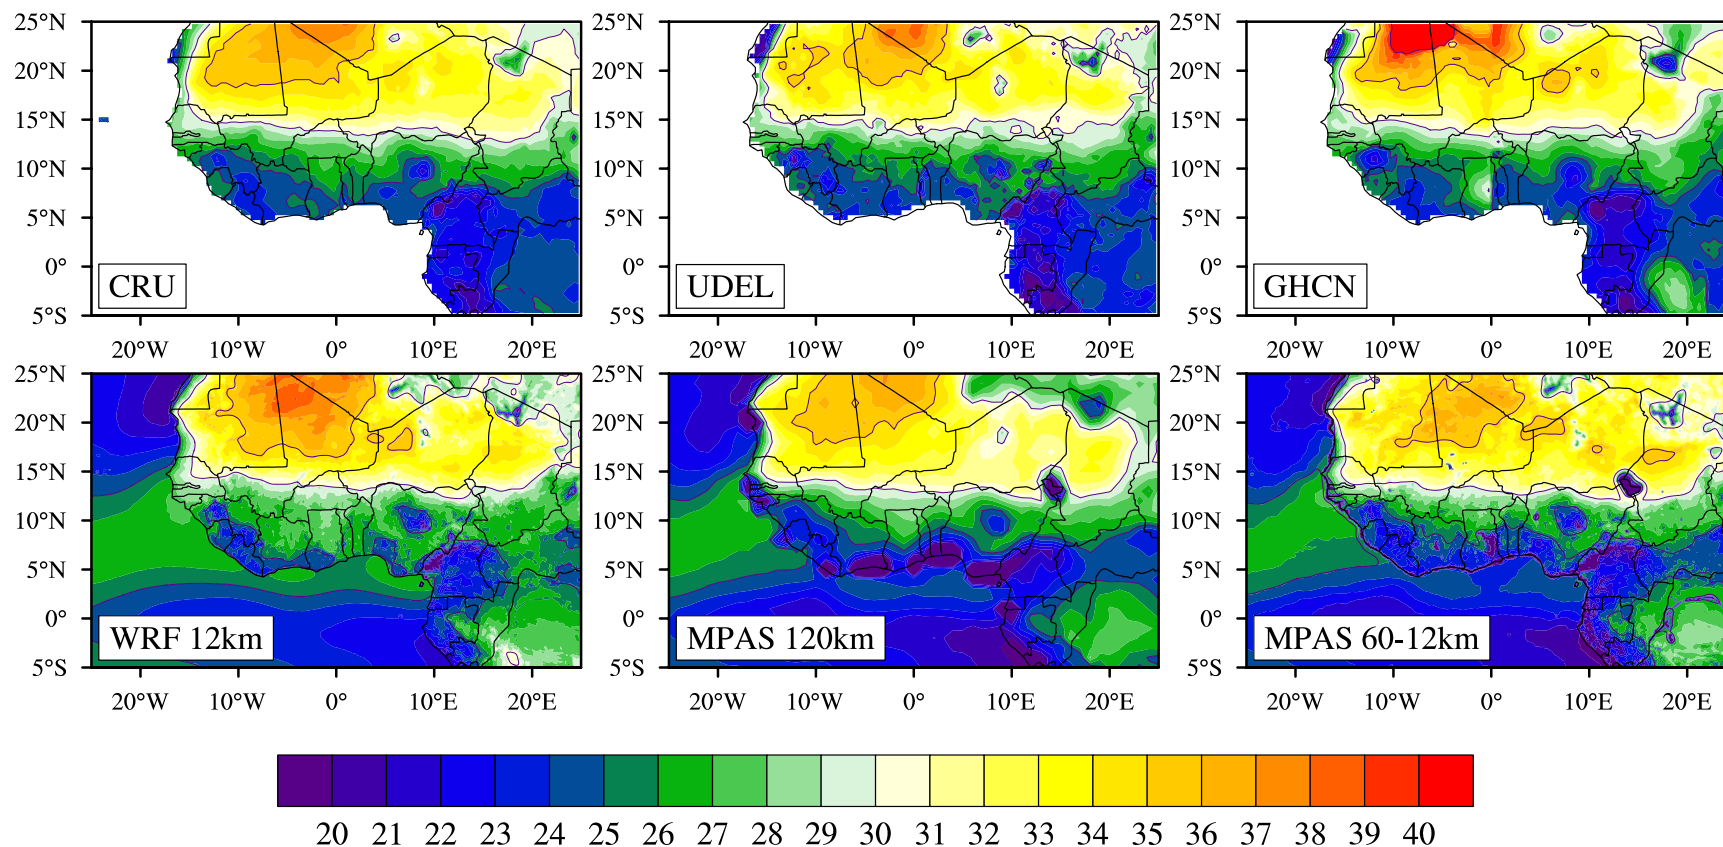 25°N 25°N 25°N
20°N 20°N 20°N
15°N 15°N 15°N
10°N 10°N 10°N
5°N 5°N 5°N
0° 0° 0°
CRU UDEL GHCN
5°S 5°S 5°S
20°W 10°W 0° 10°E 20°E 20°W 10°W 0° 10°E 20°E 20°W 10°W 0° 10°E 20°E
25°N 25°N 25°N
20°N 20°N 20°N
15°N 15°N 15°N
10°N 10°N 10°N
5°N 5°N 5°N
0° 0° 0°
WRF 12km MPAS 120km MPAS 60-12km
5°S 5°S 5°S
20°W 10°W 0° 10°E 20°E 20°W 10°W 0° 10°E 20°E 20°W 10°W 0° 10°E 20°E
20 21 22 23 24 25 26 27 28 29 30 31 32 33 34 35 36 37 38 39 40